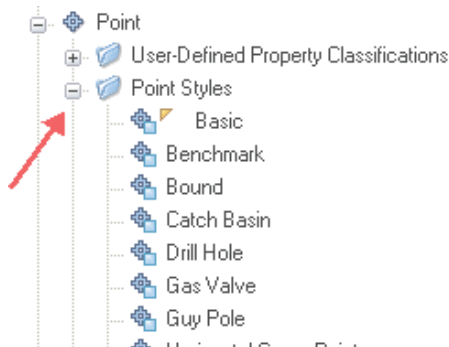 Point
User-Defined Property Classifications
Point Styles
Basic
Benchmark
Bound
Catch Basin
Drill Hole
Gas Valve
Guy Pole